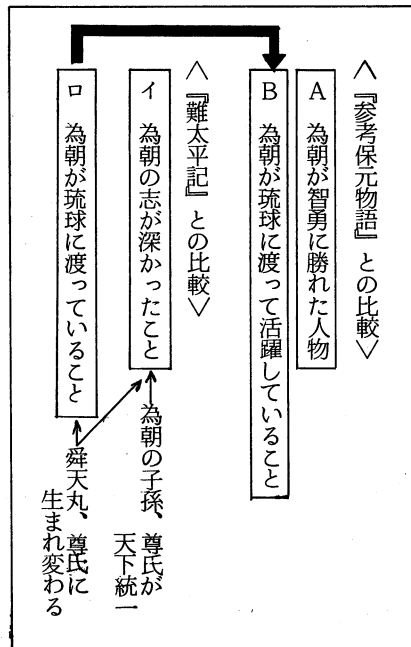 〈『参考保元物語』との比較〉
A 為朝が智勇に勝れた人物
B 為朝が琉球に渡って活躍していること
〈『難太平記』との比較〉
イ 為朝の志が深かったこと
為朝の子孫、尊氏が
天下統一
ロ 為朝が琉球に渡っていること
舜天丸、尊氏に
生まれ変わる